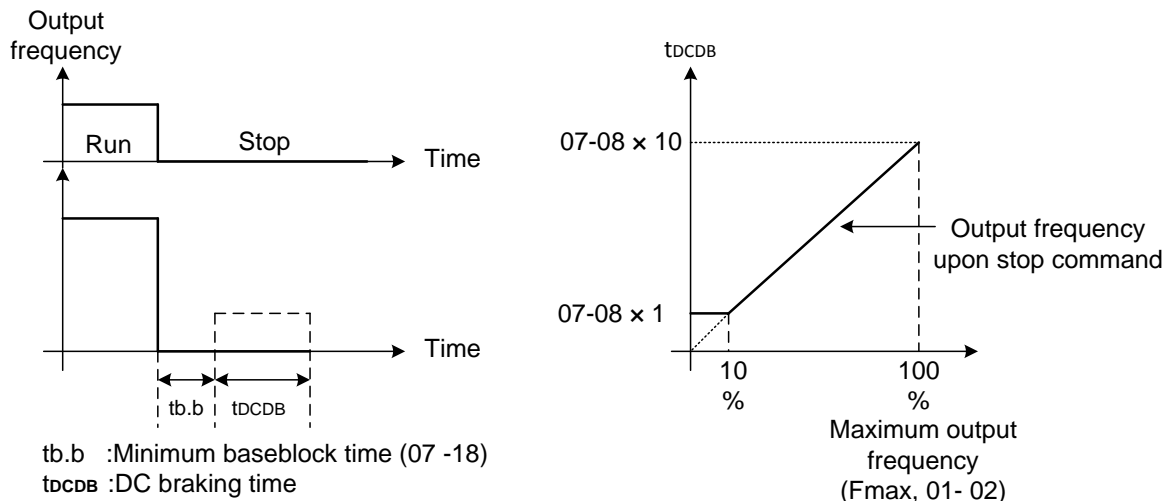 Output
frequency
Run
Stop
Time
Time
tb.b
tDCDB
tb.b :Minimum baseblock time (07 -18)
tDCDB :DC braking time
tDCDB
07-08 × 10
07-08 × 1
Output frequency
upon stop command
10
%
100
%
Maximum output
frequency
(Fmax, 01- 02)